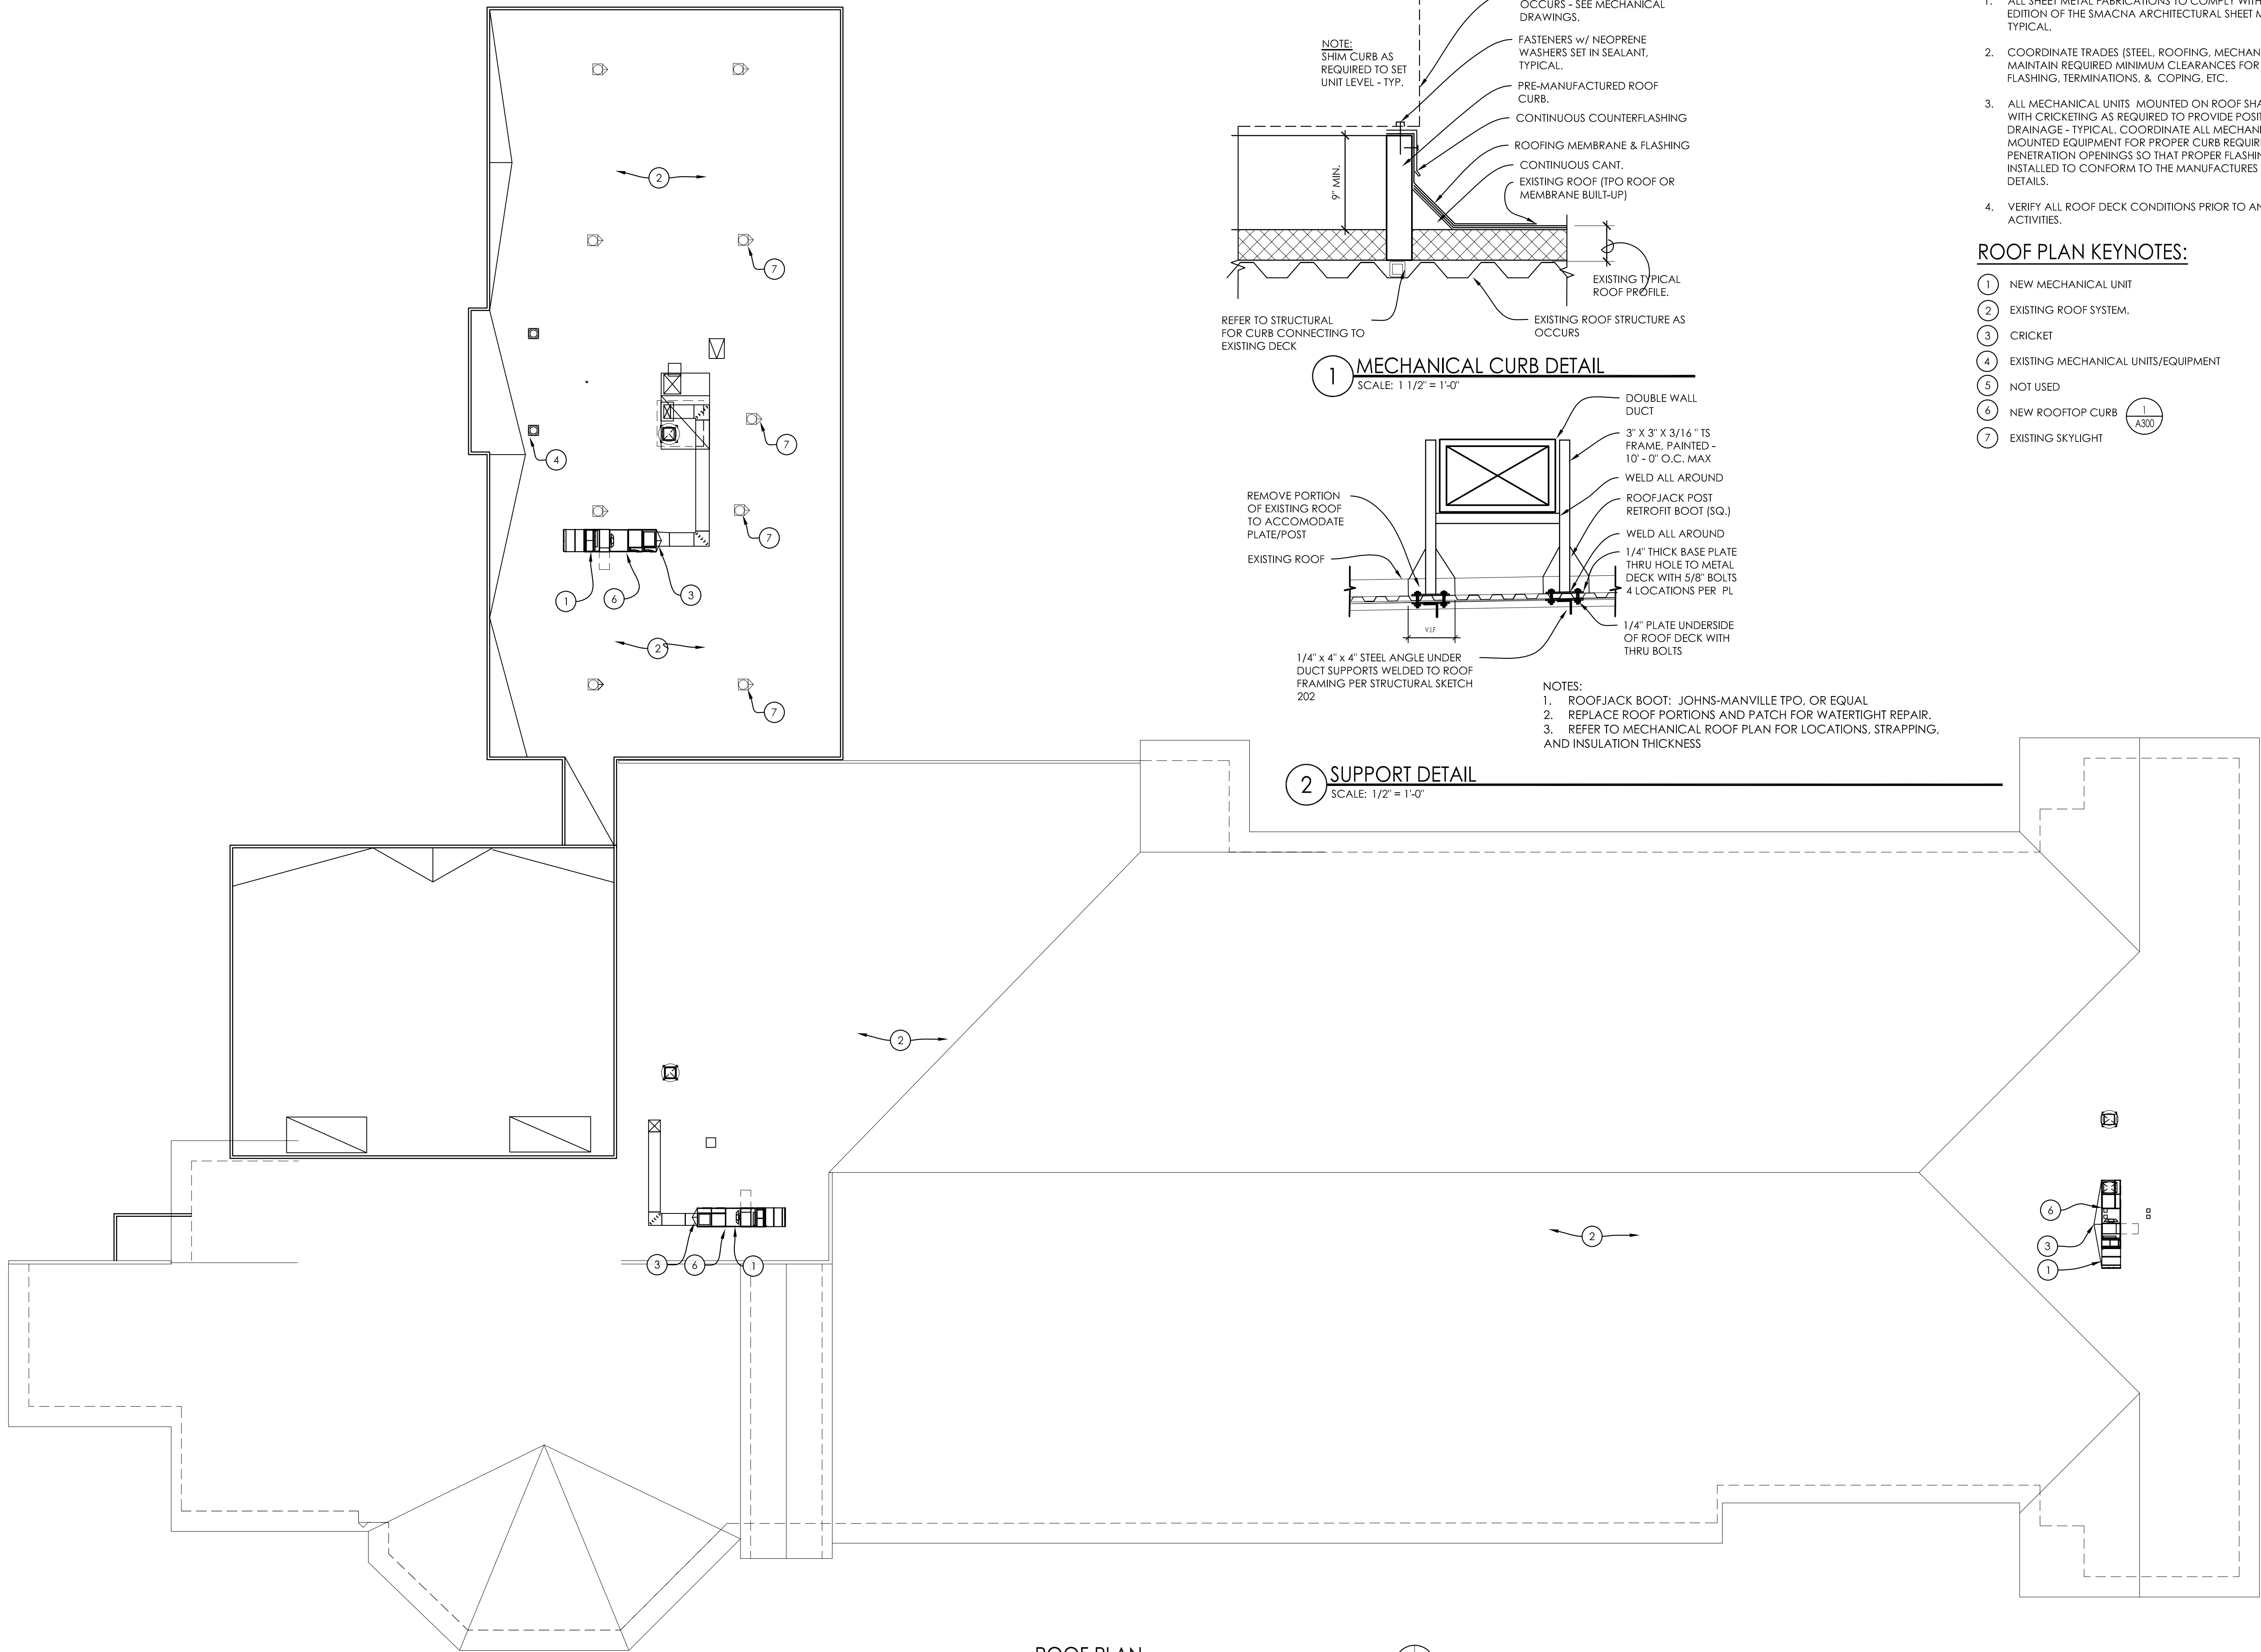 OCCURS - SEE MECHANICAL
DRAWINGS.
NOTE:
SHIM CURB AS
REQUIRED TO SET
UNIT LEVEL - TYP.
FASTENERS w/ NEOPRENE
WASHERS SET IN SEALANT,
TYPICAL.
PRE-MANUFACTURED ROOF
CURB.
CONTINUOUS COUNTERFLASHING
ROOFING MEMBRANE & FLASHING
CONTINUOUS CANT.
EXISTING ROOF (TPO ROOF OR
MEMBRANE BUILT-UP)
9" MIN.
EXISTING TYPICAL
ROOF PROFILE.
REFER TO STRUCTURAL
FOR CURB CONNECTING TO
EXISTING DECK
EXISTING ROOF STRUCTURE AS
OCCURS
1 MECHANICAL CURB DETAIL
SCALE: 1 1/2" = 1'-0"
DOUBLE WALL
DUCT
3" X 3" X 3/16 " TS
FRAME, PAINTED -
10' - 0" O.C. MAX
WELD ALL AROUND
ROOFJACK POST
RETROFIT BOOT (SQ.)
WELD ALL AROUND
1/4" THICK BASE PLATE
THRU HOLE TO METAL
DECK WITH 5/8" BOLTS
4 LOCATIONS PER PL
1/4" PLATE UNDERSIDE
OF ROOF DECK WITH
THRU BOLTS
REMOVE PORTION
OF EXISTING ROOF
TO ACCOMODATE
PLATE/POST
EXISTING ROOF
V.I.F
1/4" x 4" x 4" STEEL ANGLE UNDER
DUCT SUPPORTS WELDED TO ROOF
FRAMING PER STRUCTURAL SKETCH
202
NOTES:
1. ROOFJACK BOOT: JOHNS-MANVILLE TPO, OR EQUAL
2. REPLACE ROOF PORTIONS AND PATCH FOR WATERTIGHT REPAIR.
3. REFER TO MECHANICAL ROOF PLAN FOR LOCATIONS, STRAPPING,
AND INSULATION THICKNESS
2 SUPPORT DETAIL
SCALE: 1/2" = 1'-0"
1. ALL SHEET METAL FABRICATIONS TO COMPLY WITH
EDITION OF THE SMACNA ARCHITECTURAL SHEET M
TYPICAL.
2. COORDINATE TRADES (STEEL, ROOFING, MECHAN
MAINTAIN REQUIRED MINIMUM CLEARANCES FOR
FLASHING, TERMINATIONS, & COPING, ETC.
3. ALL MECHANICAL UNITS MOUNTED ON ROOF SHA
WITH CRICKETING AS REQUIRED TO PROVIDE POSIT
DRAINAGE - TYPICAL. COORDINATE ALL MECHANI
MOUNTED EQUIPMENT FOR PROPER CURB REQUIRE
PENETRATION OPENINGS SO THAT PROPER FLASHIN
INSTALLED TO CONFORM TO THE MANUFACTURES
DETAILS.
4. VERIFY ALL ROOF DECK CONDITIONS PRIOR TO AN
ACTIVITIES.
ROOF PLAN KEYNOTES:
1 NEW MECHANICAL UNIT
2 EXISTING ROOF SYSTEM.
3 CRICKET
4 EXISTING MECHANICAL UNITS/EQUIPMENT
5 NOT USED
6 NEW ROOFTOP CURB 1
A300
7 EXISTING SKYLIGHT
2
7
7
4
7
1 6 3
2
7
2
3 6 1
2
6
3
1
ROOF PLAN